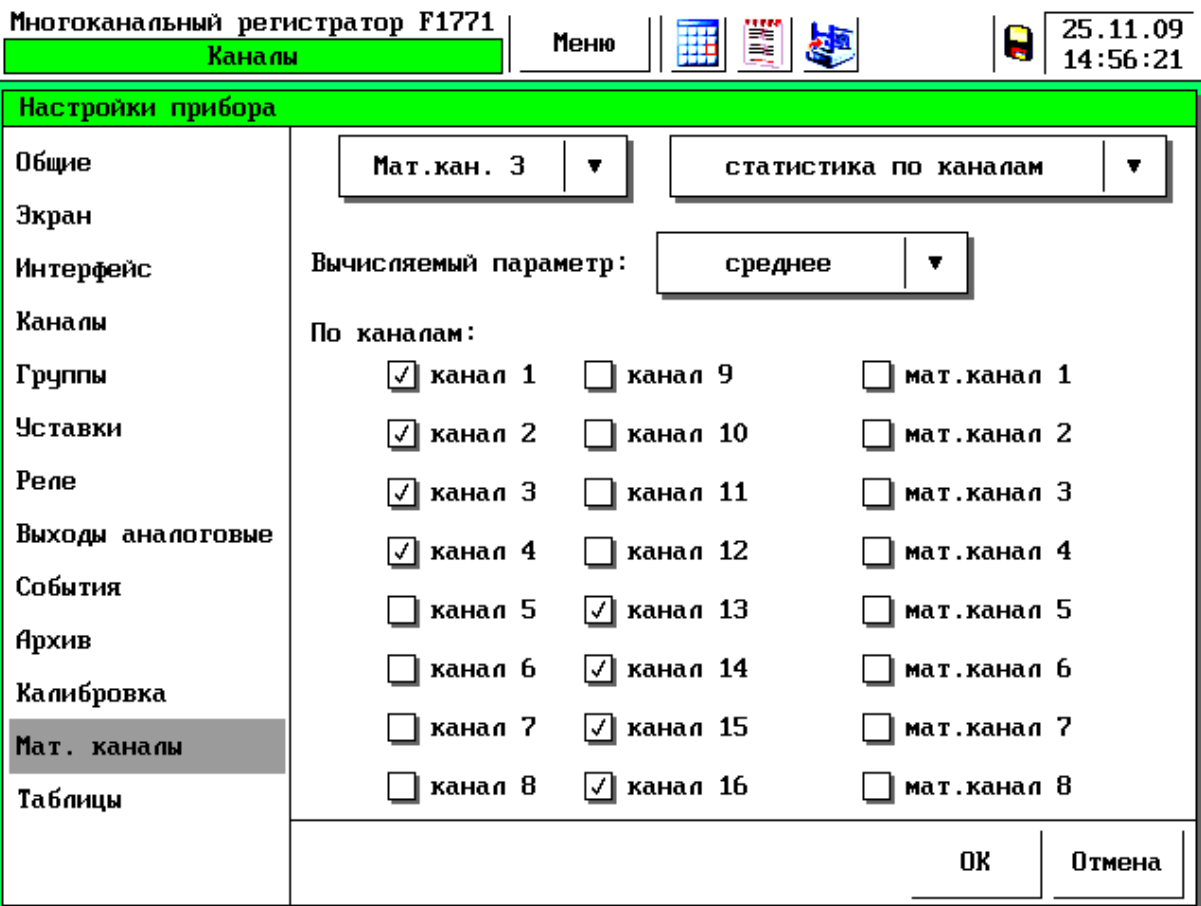 Многоканальный регистратор F1771
Каналы
Меню
25.11.09
14:56:21
Настройки прибора
Общие
Экран
Интерфейс
Каналы
Группы
Уставки
Реле
Выходы аналоговые
События
Архив
Калибровка
Мат. каналы
Таблицы
Мат.кан. 3
статистика по каналам
Вычисляемый параметр:
среднее
По каналам:
канал 1 канал 9 мат.канал 1
канал 2 канал 10 мат.канал 2
канал 3 канал 11 мат.канал 3
канал 4 канал 12 мат.канал 4
канал 5 канал 13 мат.канал 5
канал 6 канал 14 мат.канал 6
канал 7 канал 15 мат.канал 7
канал 8 канал 16 мат.канал 8
ОК
Отмена